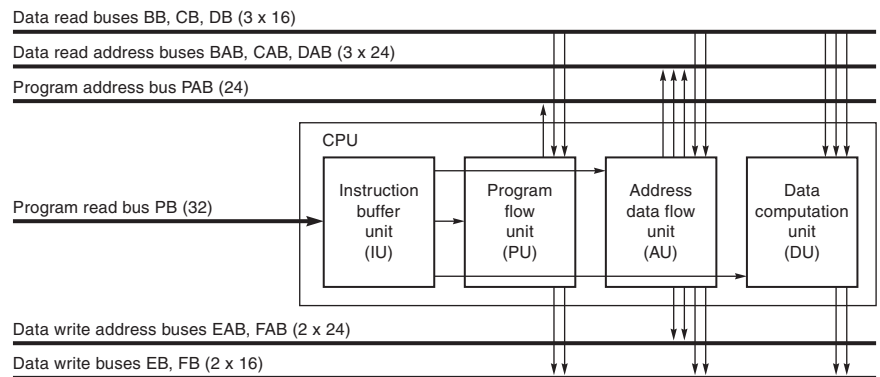 Data read buses BB, CB, DB (3 x 16)
Data read address buses BAB, CAB, DAB (3 x 24)
Program address bus PAB (24)
CPU
Program read bus PB (32)
Instruction
buffer
unit
(IU)
Program
flow
unit
(PU)
Address
data flow
unit
(AU)
Data
computation
unit
(DU)
Data write address buses EAB, FAB (2 x 24)
Data write buses EB, FB (2 x 16)